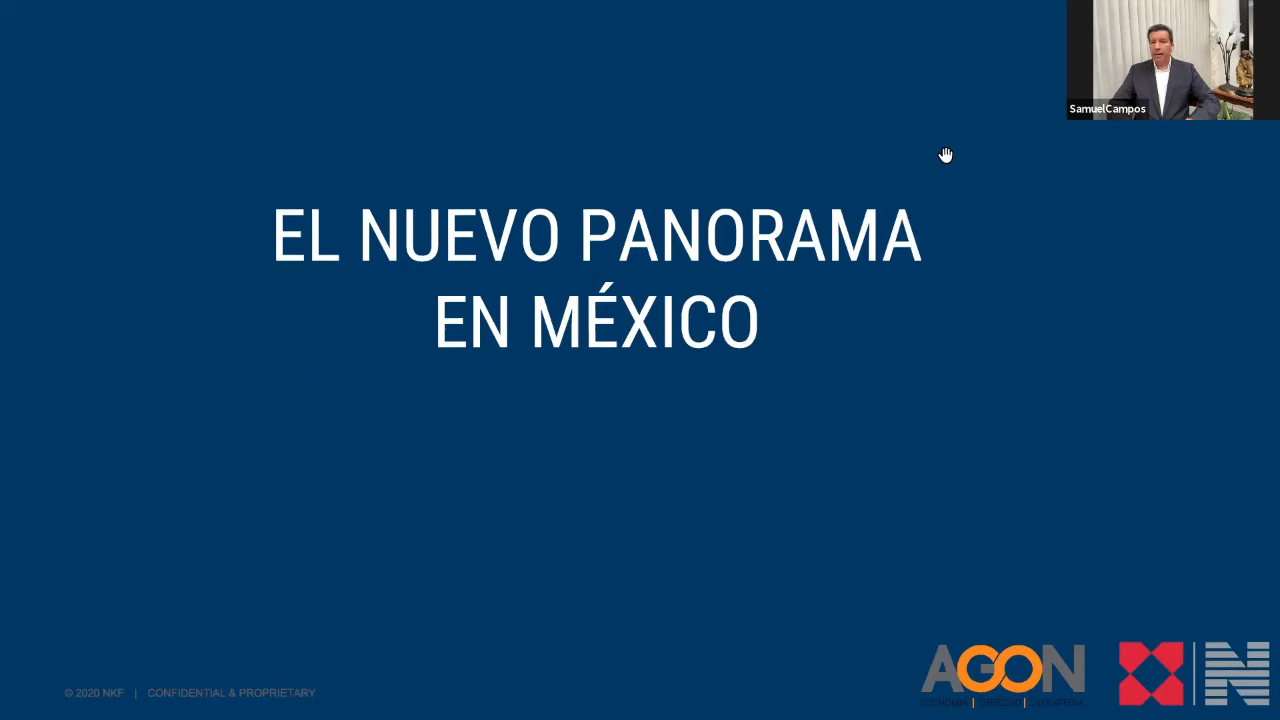 SamuelCampos
EL NUEVO PANORAMA
EN MÉXICO
AGON
ECONOMÍA | DERECHO | ESTRATEGIA
N
© 2020 NKF | CONFIDENTIAL & PROPRIETARY